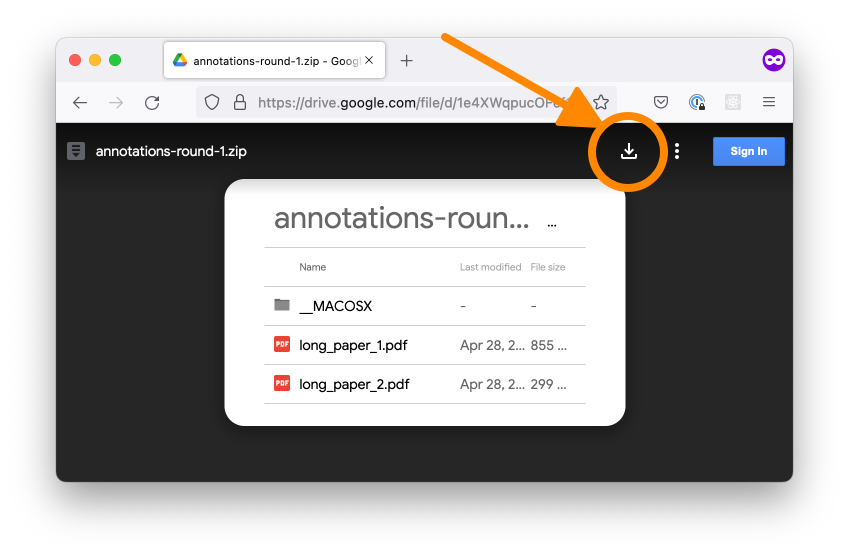 annotations-round-1.zip - Goog
https://drive.google.com/file/d/1e4XWqpucOF
annotations-round-1.zip
Sign In
annotations-roun... ...
Name Last modified File size
__MACOSX - -
PDF long_paper_1.pdf Apr 28, 2... 855 ...
PDF long_paper_2.pdf Apr 28, 2... 299 ...